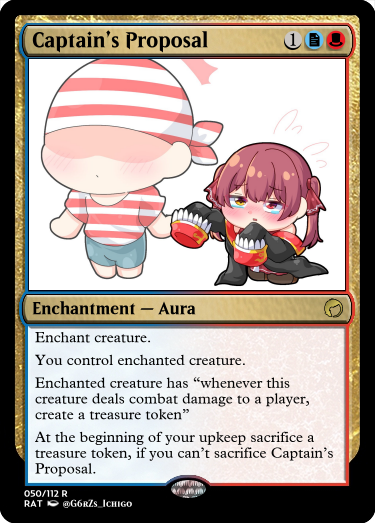 Captain's Proposal
1
Enchantment — Aura
Enchant creature.
You control enchanted creature.
Enchanted creature has “whenever this
creature deals combat damage to a player,
create a treasure token”
At the beginning of your upkeep sacrifice a
treasure token, if you can't sacrifice Captain's
Proposal.
050/112 R
RAT @G6rZs_Ichigo